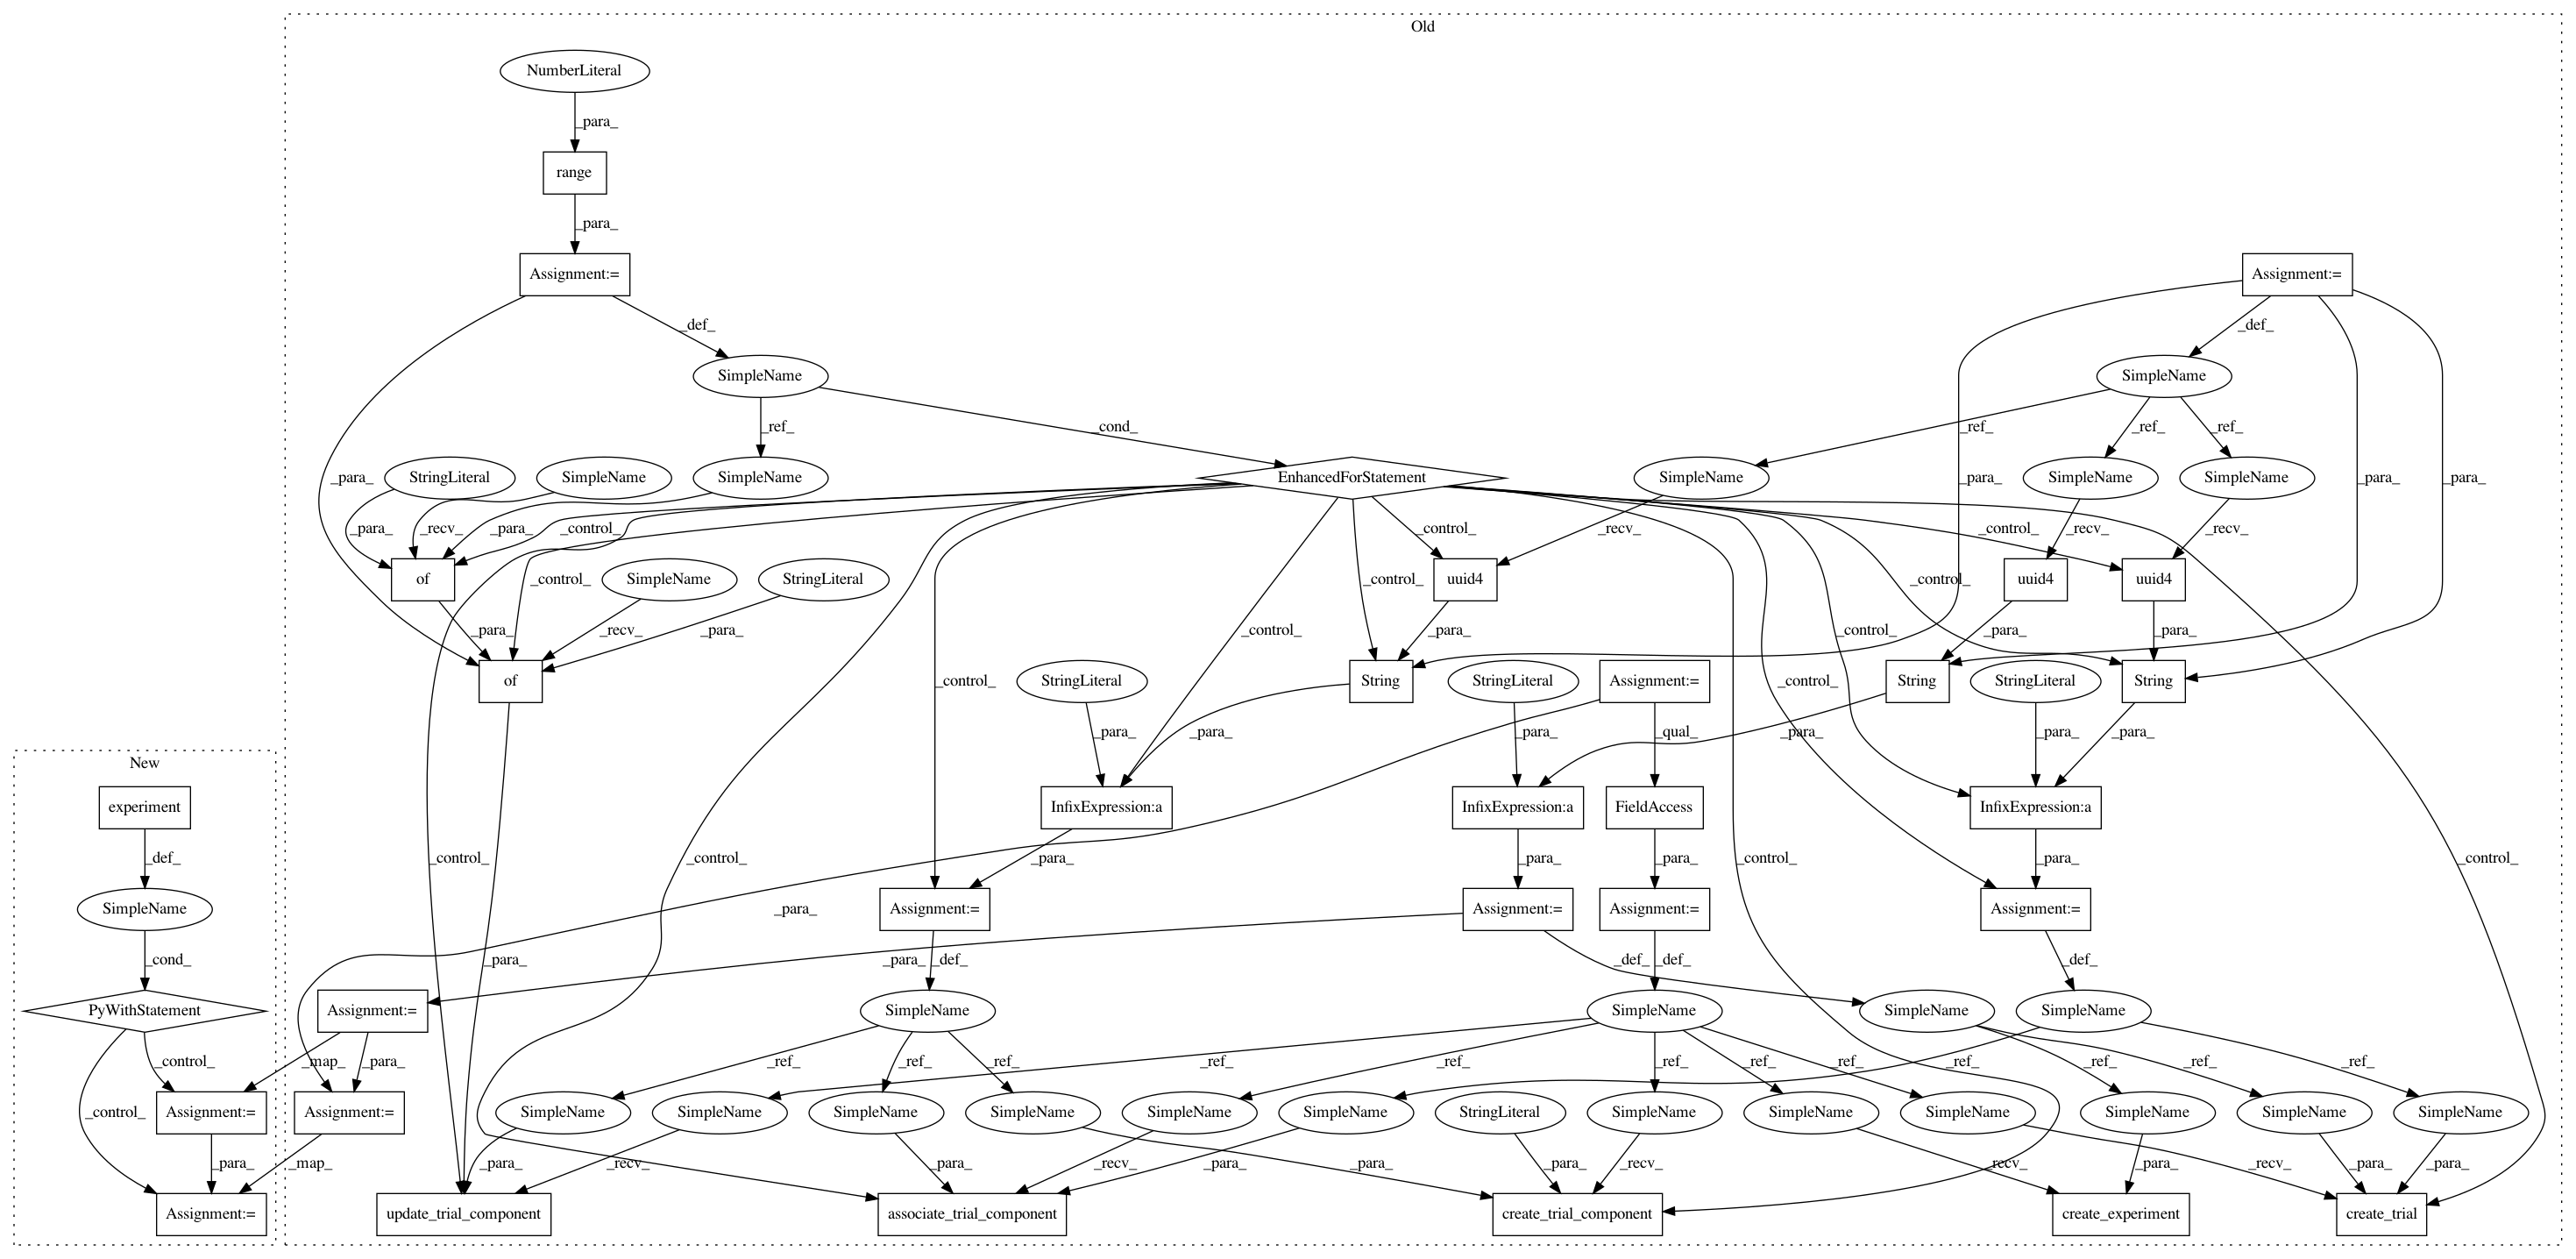 Old
NumberLiteral
_para_
range
_para_
Assignment:=
Assignment:=
_def_
_def_
SimpleName
SimpleName
_ref_
_cond_
_ref_
_ref_
_ref_
_para_
StringLiteral
SimpleName
SimpleName
EnhancedForStatement
SimpleName
_para_
SimpleName
SimpleName
_para_
_para_
_para_
_recv_
_para_
_control_
_control_
_recv_
_control_
_recv_
_recv_
of
_control_
SimpleName
StringLiteral
_control_
uuid4
_control_
uuid4
uuid4
_para_
_recv_
_para_
_control_
_para_
_control_
_para_
_para_
of
_control_
StringLiteral
String
StringLiteral
Assignment:=
_control_
String
StringLiteral
String
_para_
_para_
_para_
_qual_
_para_
_para_
_para_
New
experiment
InfixExpression:a
InfixExpression:a
FieldAccess
InfixExpression:a
_def_
_control_
_control_
_para_
_control_
_para_
_para_
_para_
_control_
SimpleName
_para_
Assignment:=
Assignment:=
Assignment:=
Assignment:=
_cond_
_para_
_para_
_def_
_def_
_def_
_def_
PyWithStatement
Assignment:=
SimpleName
SimpleName
SimpleName
SimpleName
_control_
_map_
_para_
_ref_
_ref_
_ref_
_ref_
_ref_
_ref_
_ref_
_ref_
_ref_
_ref_
_ref_
_ref_
_control_
Assignment:=
Assignment:=
SimpleName
SimpleName
SimpleName
SimpleName
SimpleName
SimpleName
StringLiteral
SimpleName
SimpleName
SimpleName
SimpleName
SimpleName
SimpleName
_para_
_map_
_para_
_recv_
_para_
_recv_
_para_
_para_
_para_
_recv_
_recv_
_para_
_recv_
_para_
_para_
Assignment:=
update_trial_component
associate_trial_component
create_trial_component
create_experiment
create_trial